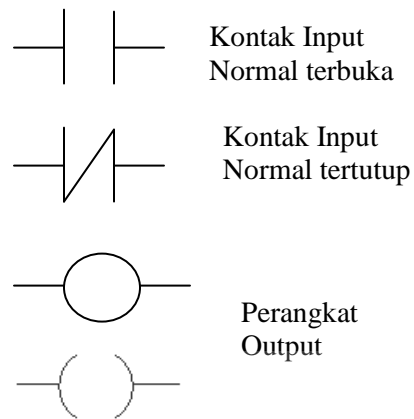 Kontak Input
Normal terbuka
Kontak Input
Normal tertutup
Perangkat
Output